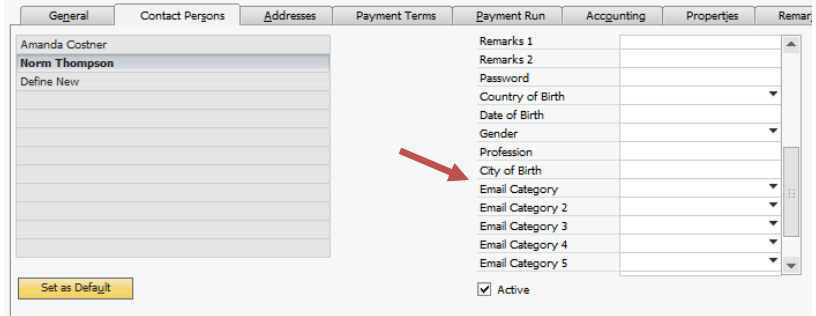 General Contact Persons Addresses Payment Terms Payment Run Accounting Properties Remar
Amanda Costner
Norm Thompson
Define New
Remarks 1
Remarks 2
Password
Country of Birth
Date of Birth
Gender
Profession
City of Birth
Email Category
Email Category 2
Email Category 3
Email Category 4
Email Category 5
Set as Default
Active